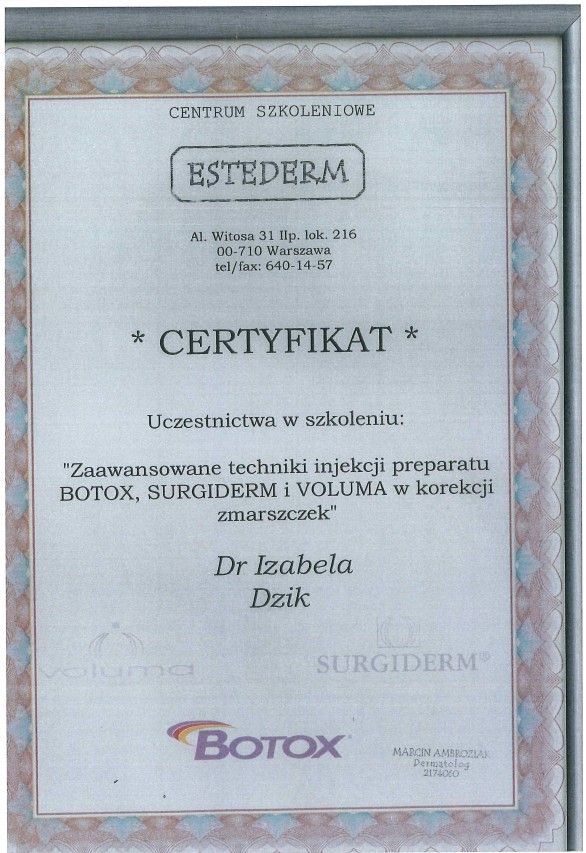 CENTRUM SZKOLENIOWE
ESTEDERM
Al. Witosa 31 IIp. lok. 216
00-710 Warszawa
tel/fax: 640-14-57
* CERTYFIKAT *
Uczestnictwa w szkoleniu:
"Zaawansowane techniki injekcji preparatu
BOTOX, SURGIDERM i VOLUMA w korekcji
zmarszczek"
Dr Izabela
Dzik
voluma
SURGIDERM®
BOTOX®
MARCIN AMBROZIAK
Dermatolog
2174060